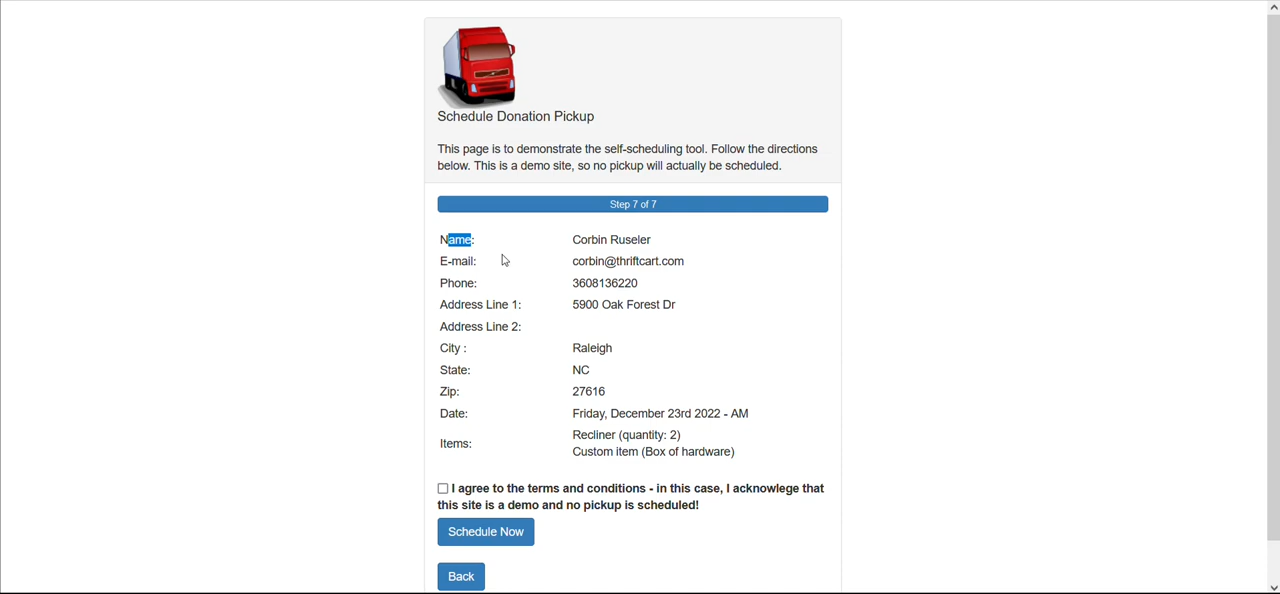 Schedule Donation Pickup
This page is to demonstrate the self-scheduling tool. Follow the directions
below. This is a demo site, so no pickup will actually be scheduled.
Step 7 of 7
Name: Corbin Ruseler
E-mail: corbin@thriftcart.com
Phone: 3608136220
Address Line 1: 5900 Oak Forest Dr
Address Line 2:
City : Raleigh
State: NC
Zip: 27616
Date: Friday, December 23rd 2022 - AM
Items: Recliner (quantity: 2)
Custom item (Box of hardware)
I agree to the terms and conditions - in this case, I acknowlege that
this site is a demo and no pickup is scheduled!
Schedule Now
Back